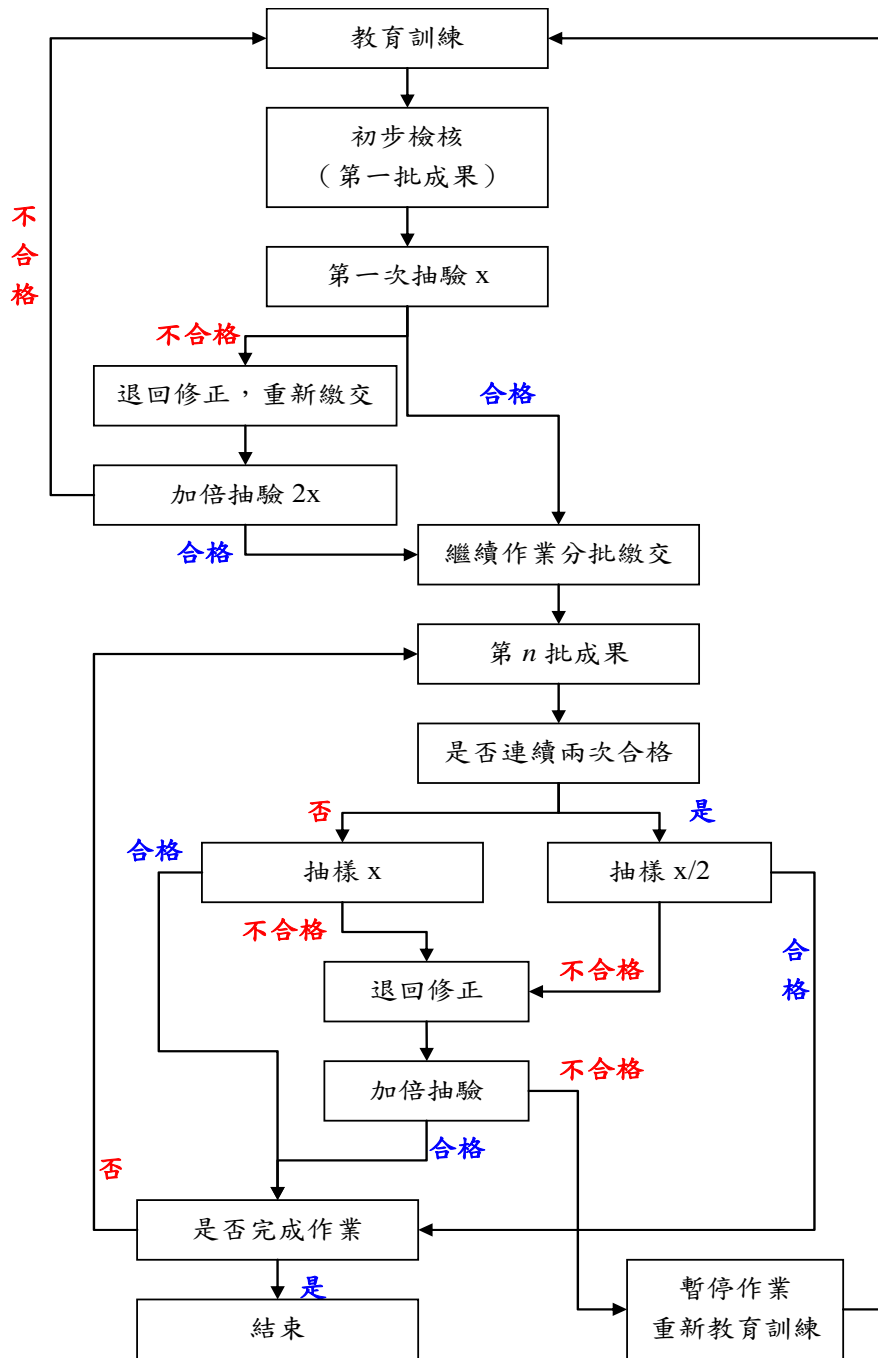 教育訓練
初步檢核
（第一批成果）
不
合
格
第一次抽驗 x
不合格
退回修正，重新繳交
合格
加倍抽驗 2x
合格
繼續作業分批繳交
第 n 批成果
是否連續兩次合格
否
是
合格
抽樣 x
抽樣 x/2
不合格
合
格
不合格
退回修正
加倍抽驗
不合格
合格
否
是否完成作業
是
結束
暫停作業
重新教育訓練